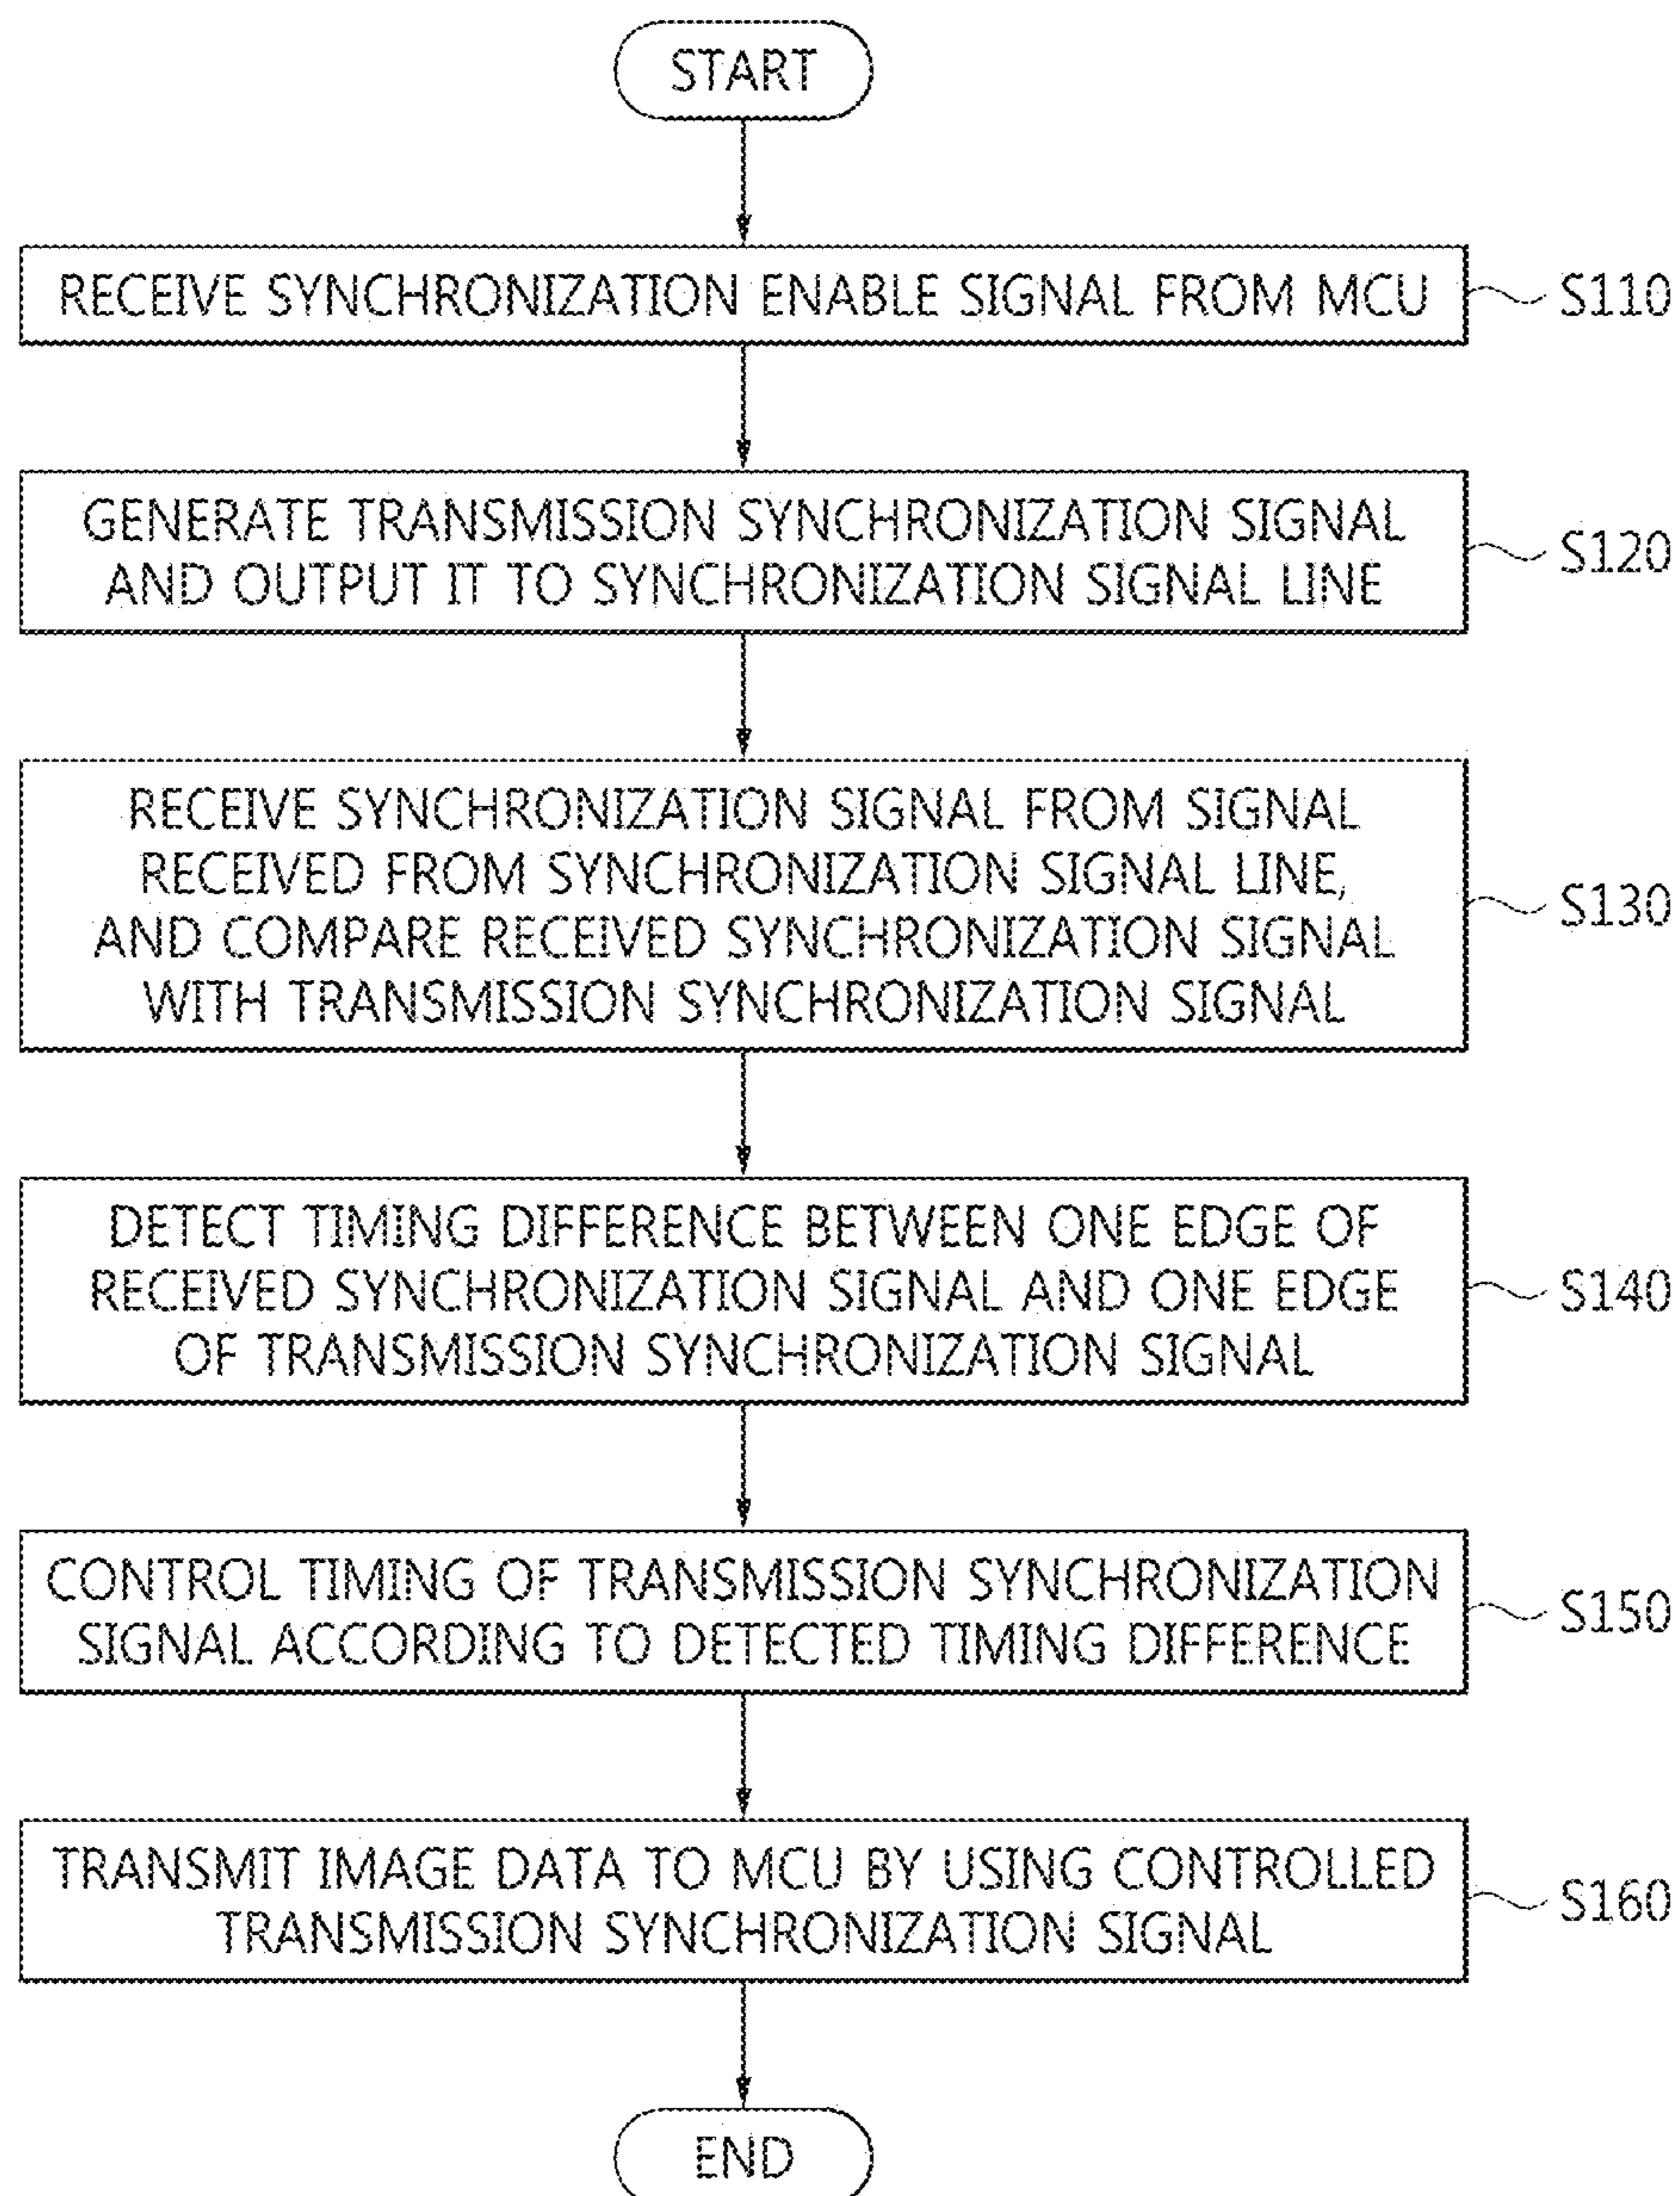 START
RECEIVE SYNCHRONIZATION ENABLE SIGNAL FROM MCU
S110
GENERATE TRANSMISSION SYNCHRONIZATION SIGNAL
AND OUTPUT IT TO SYNCHRONIZATION SIGNAL LINE
S120
RECEIVE SYNCHRONIZATION SIGNAL FROM SIGNAL
RECEIVED FROM SYNCHRONIZATION SIGNAL LINE,
AND COMPARE RECEIVED SYNCHRONIZATION SIGNAL
WITH TRANSMISSION SYNCHRONIZATION SIGNAL
S130
DETECT TIMING DIFFERENCE BETWEEN ONE EDGE OF
RECEIVED SYNCHRONIZATION SIGNAL AND ONE EDGE
OF TRANSMISSION SYNCHRONIZATION SIGNAL
S140
CONTROL TIMING OF TRANSMISSION SYNCHRONIZATION
SIGNAL ACCORDING TO DETECTED TIMING DIFFERENCE
S150
TRANSMIT IMAGE DATA TO MCU BY USING CONTROLLED
TRANSMISSION SYNCHRONIZATION SIGNAL
S160
END